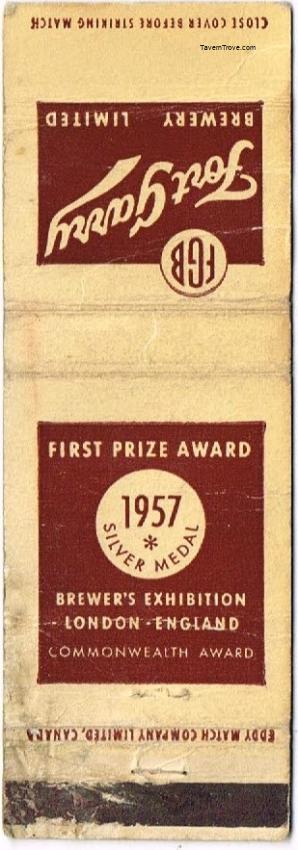 CLOSE COVER BEFORE STRIKING MATCH
TavernTrove.com
FGB
Fort Garry
BREWERY LIMITED
FIRST PRIZE AWARD
1957
*
SILVER MEDAL
BREWER'S EXHIBITION
LONDON - ENGLAND
COMMONWEALTH AWARD
EDDY MATCH COMPANY LIMITED, CANADA